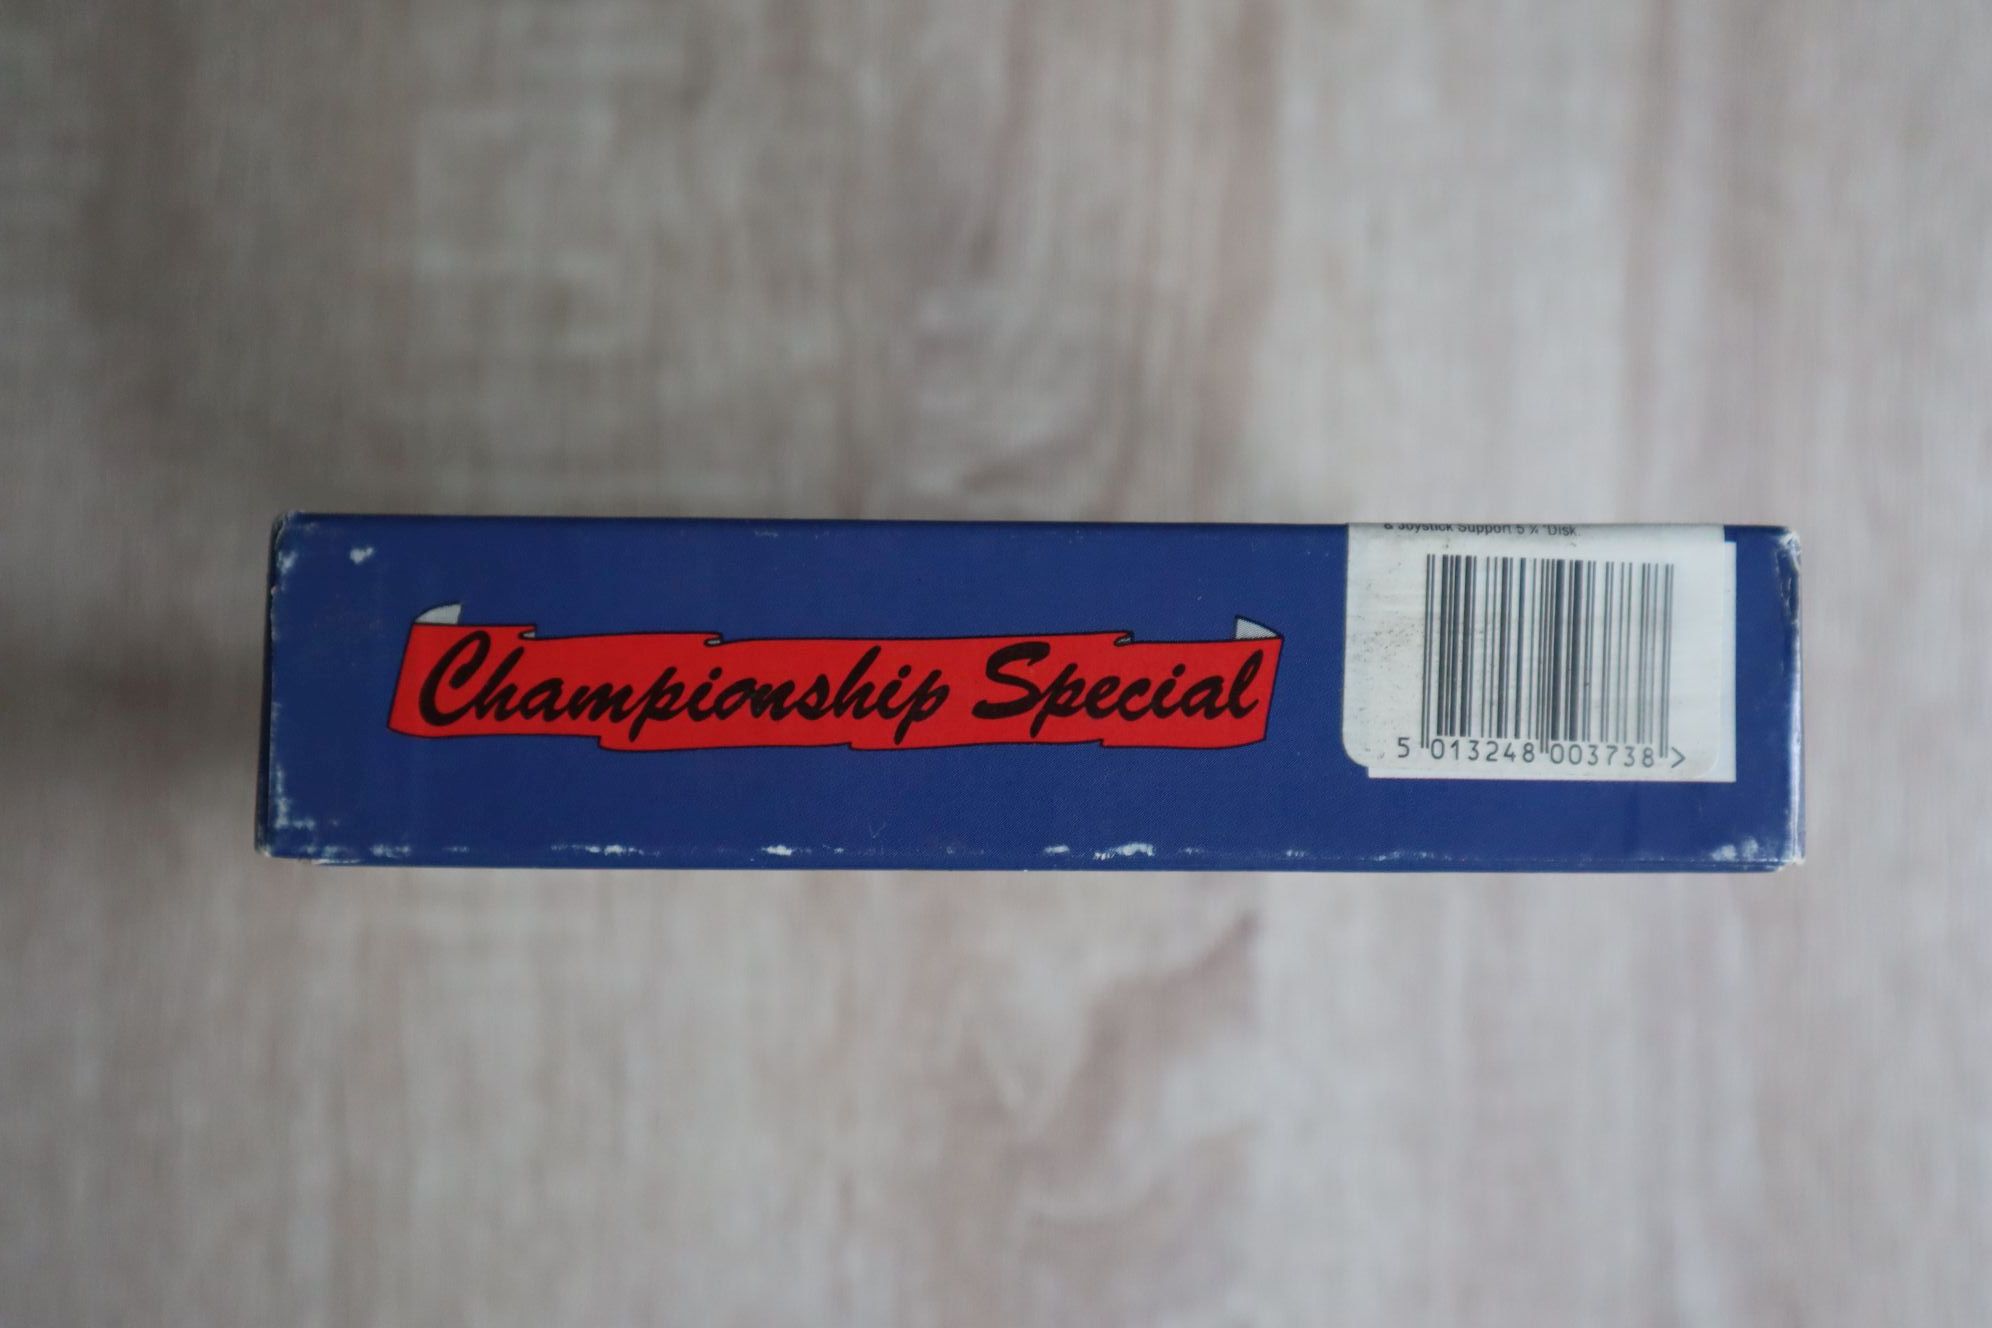 & Joystick Support 5 ¼ "Disk.
Championship Special
5 013248 003738 >